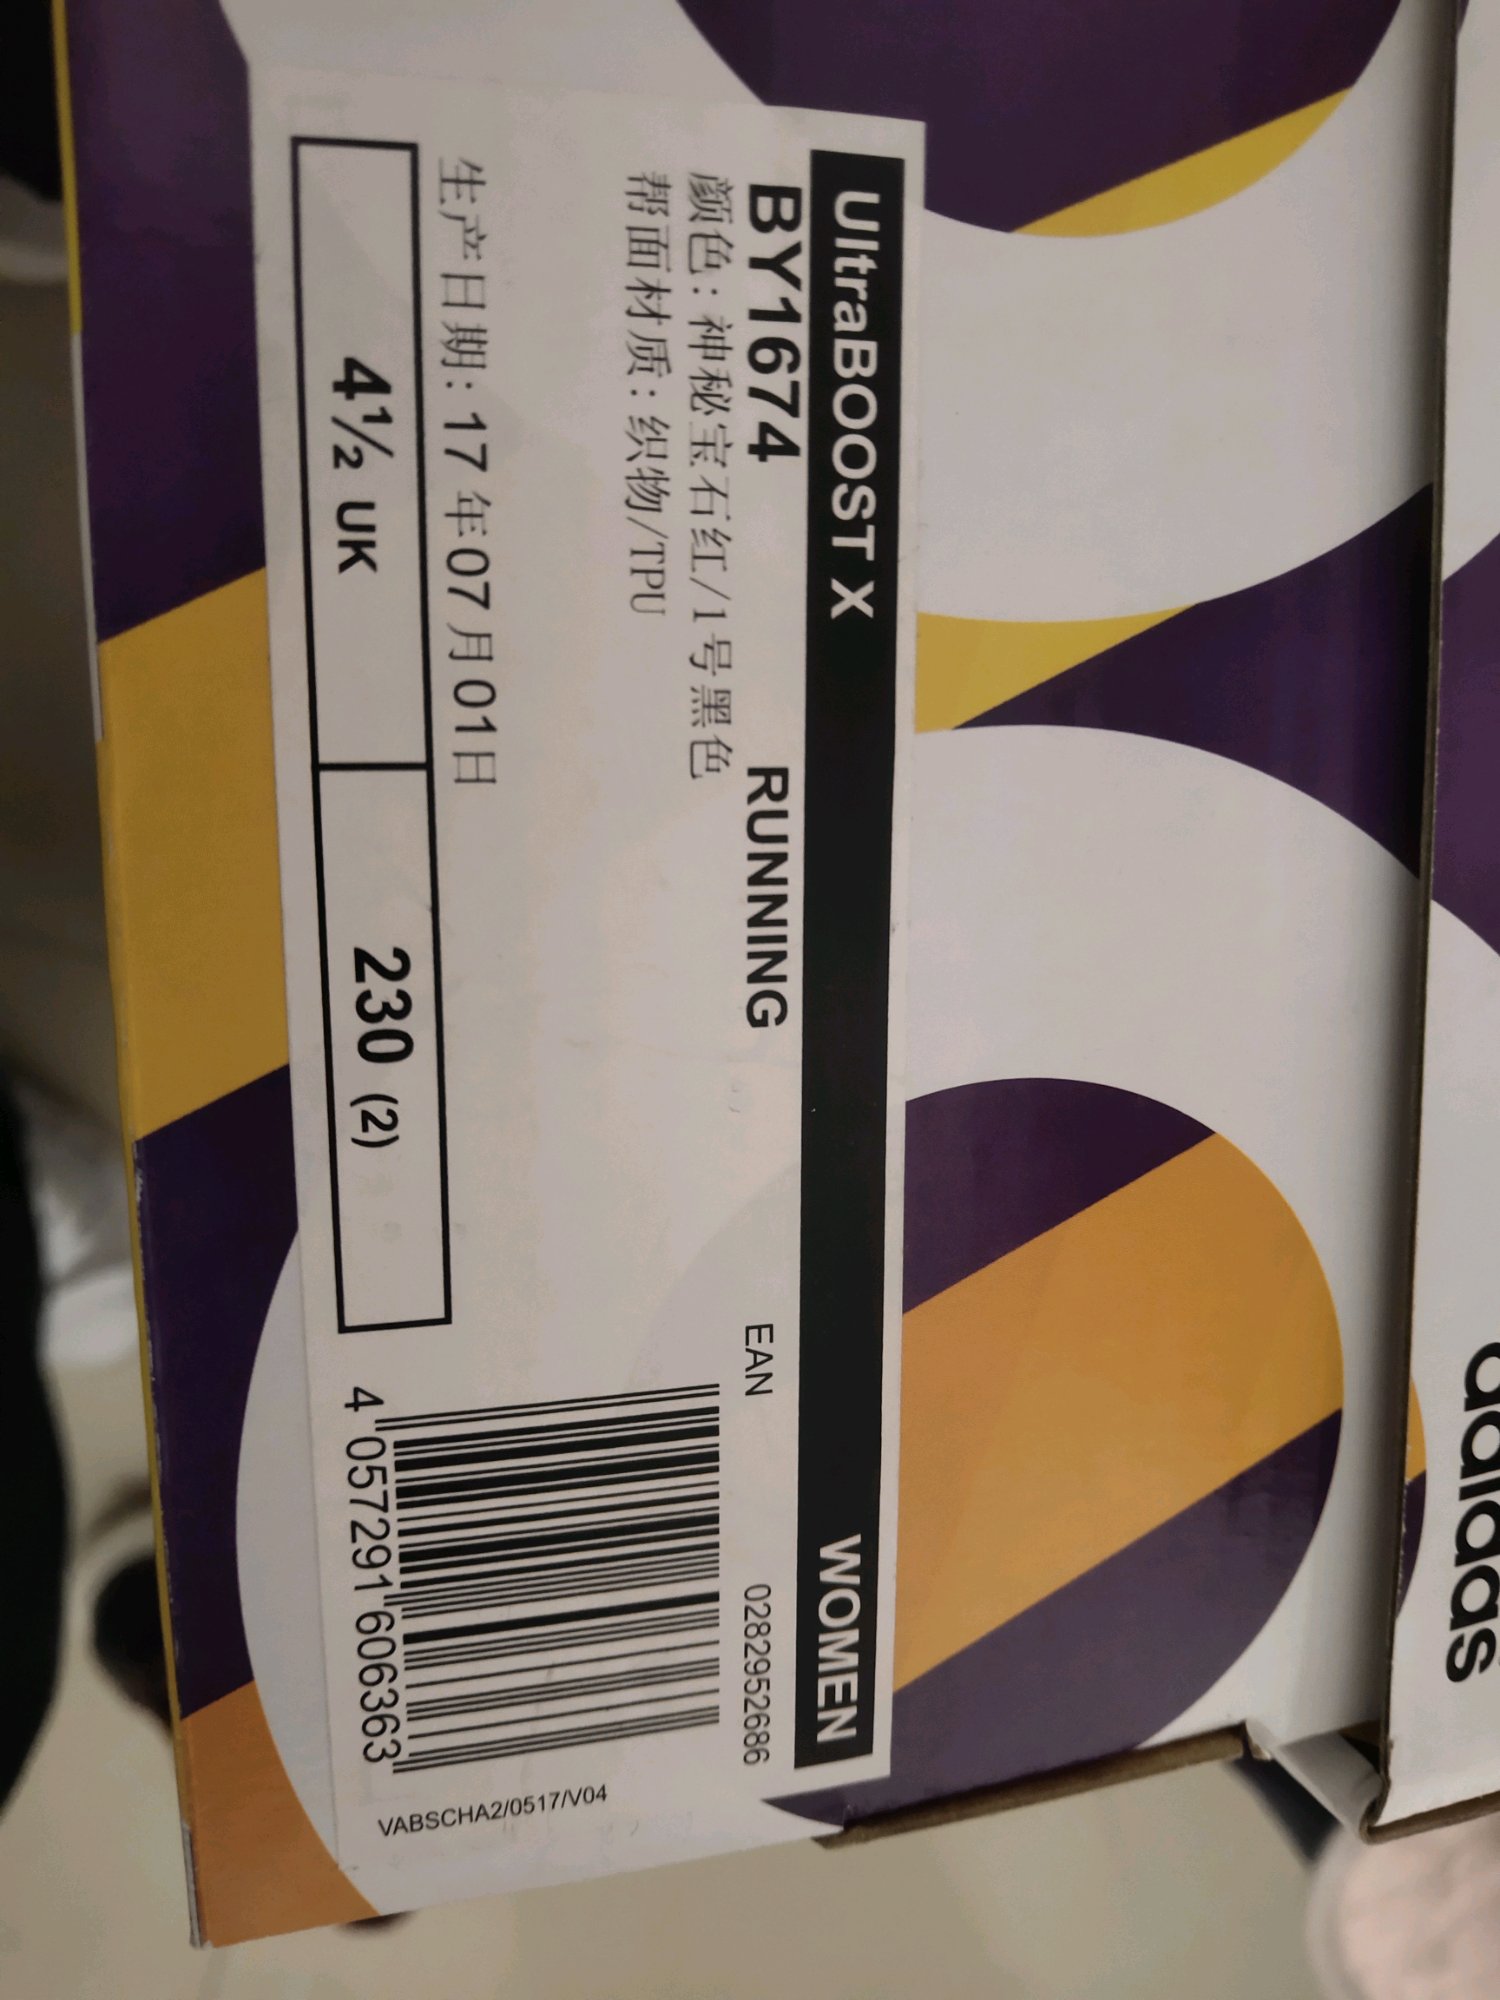 UltraBOOST X WOMEN
BY1674 RUNNING EAN 0282952686
颜色: 神秘宝石红/1号黑色
帮面材质: 织物/TPU
生产日期: 17 年07 月01日
4½ UK 230 (2)
4 057291 606363
VABSCHA2/0517/V04
adidas